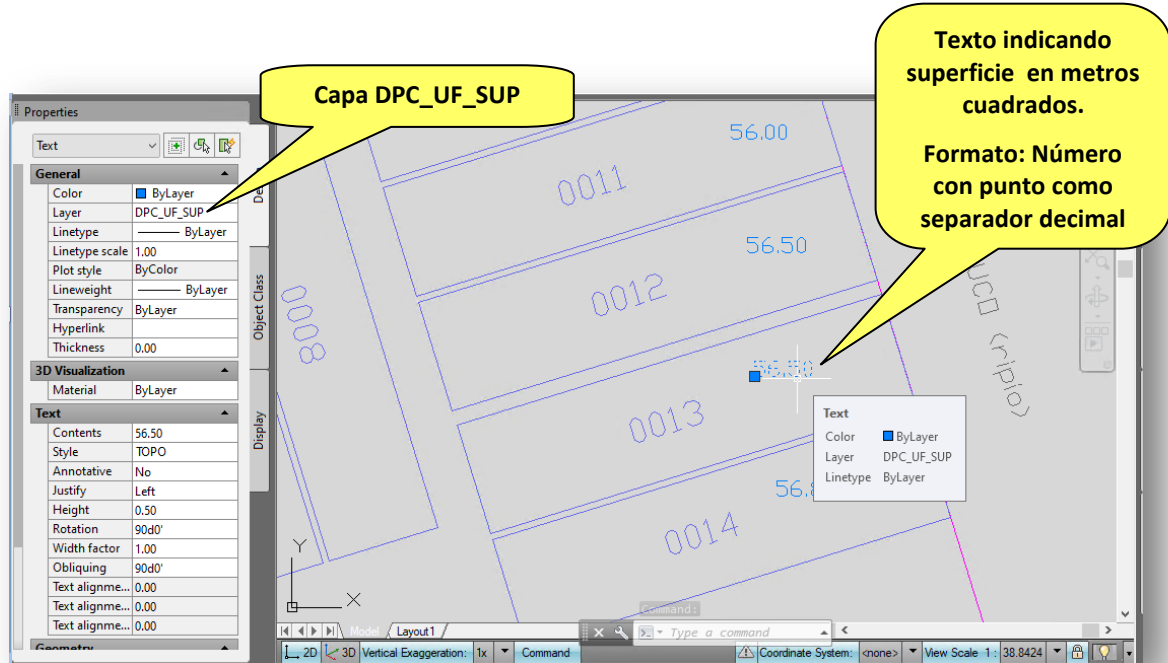 Texto indicando
superficie en metros
cuadrados.
Formato: Número
con punto como
separador decimal
Capa DPC_UF_SUP
Properties
Text
General
Color ByLayer
Layer DPC_UF_SUP
Linetype ByLayer
Linetype scale 1.00
Plot style ByColor
Lineweight ByLayer
Transparency ByLayer
Hyperlink
Thickness 0.00
3D Visualization
Material ByLayer
Text
Contents 56.50
Style TOPO
Annotative No
Justify Left
Height 0.50
Rotation 90d0'
Width factor 1.00
Obliquing 90d0'
Text alignme... 0.00
Text alignme... 0.00
Text alignme... 0.00
Geometry
Object Class
Display
56.00
0011
56.50
0012
0008
56.50
0013
0014
<ripio>
Text
Color ByLayer
Layer DPC_UF_SUP
Linetype ByLayer
Y
X
Command:
Type a command
Model Layout1
2D 3D Vertical Exaggeration: 1x Command
Coordinate System: <none> View Scale 1: 38.8424